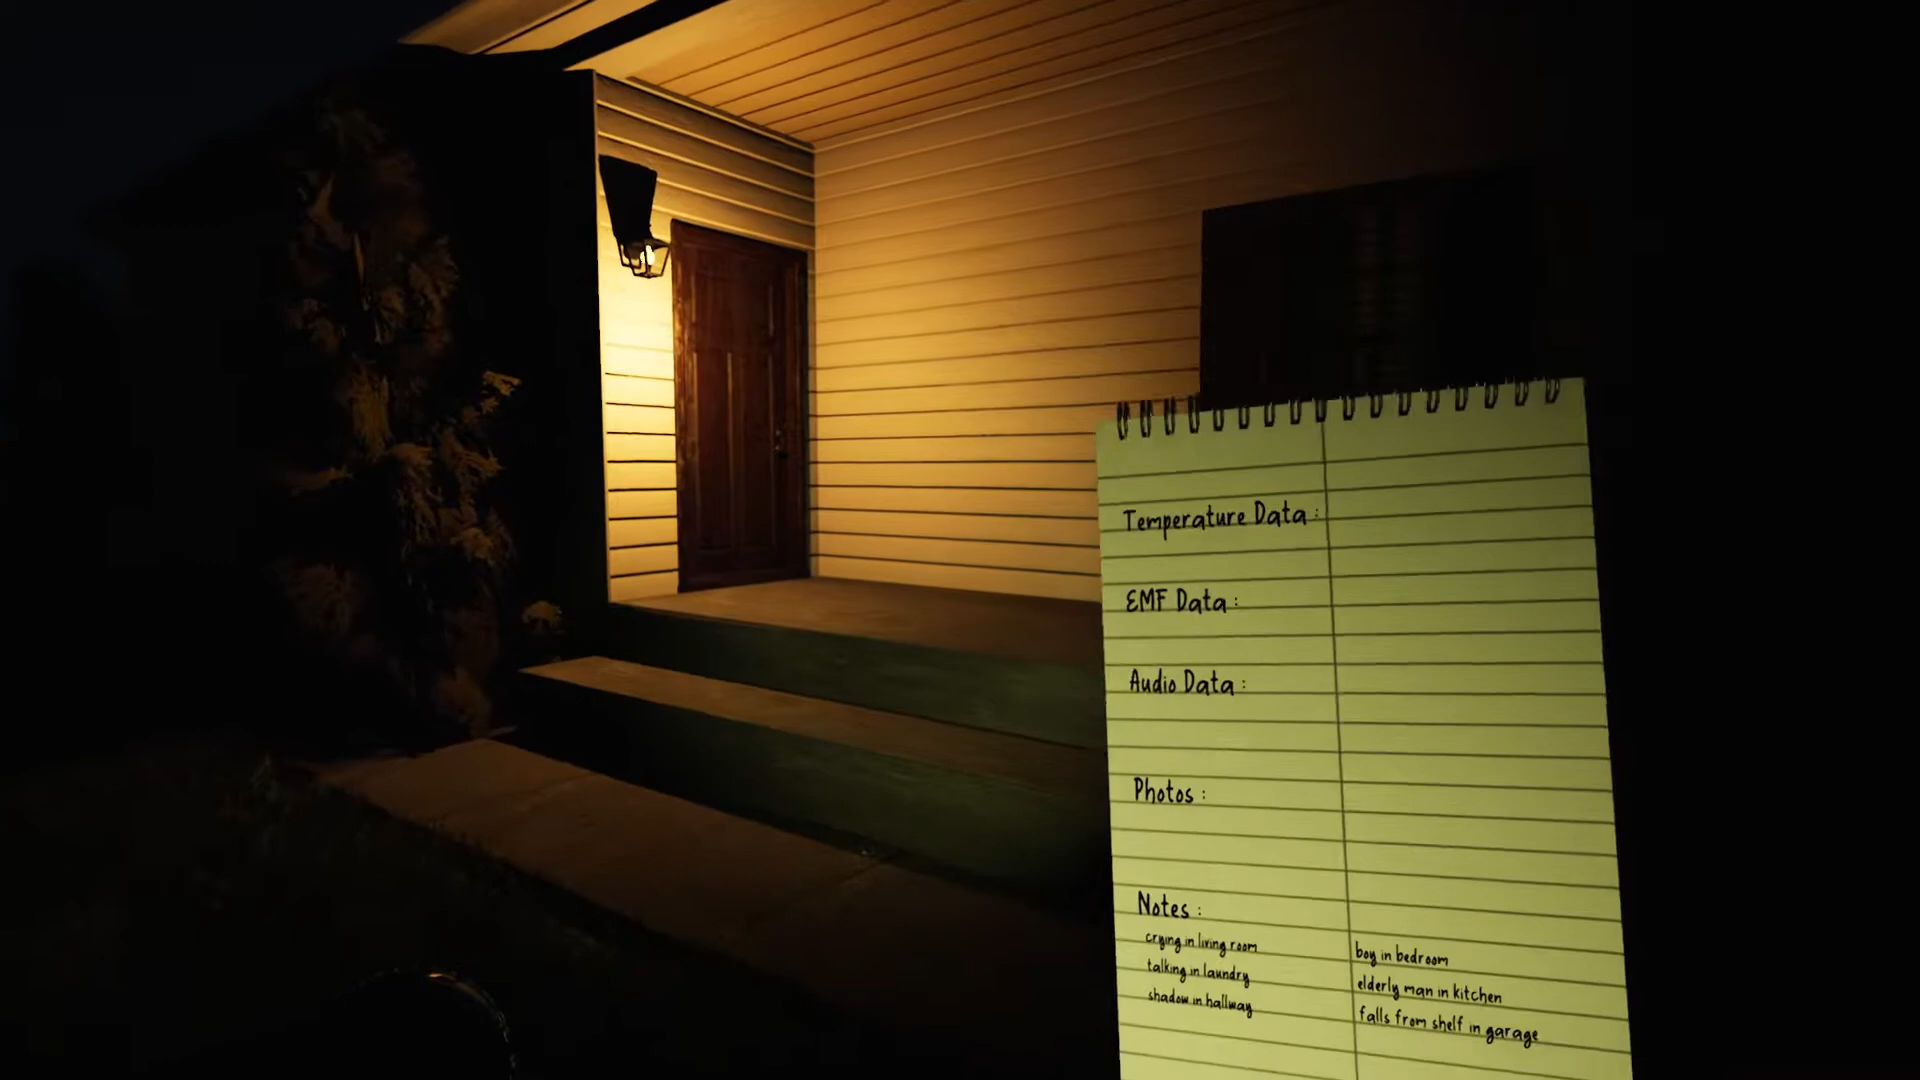 Temperature Data :
EMF Data :
Audio Data :
Photos :
Notes :
crying in living room
talking in laundry
shadow in hallway
boy in bedroom
elderly man in kitchen
falls from shelf in garage